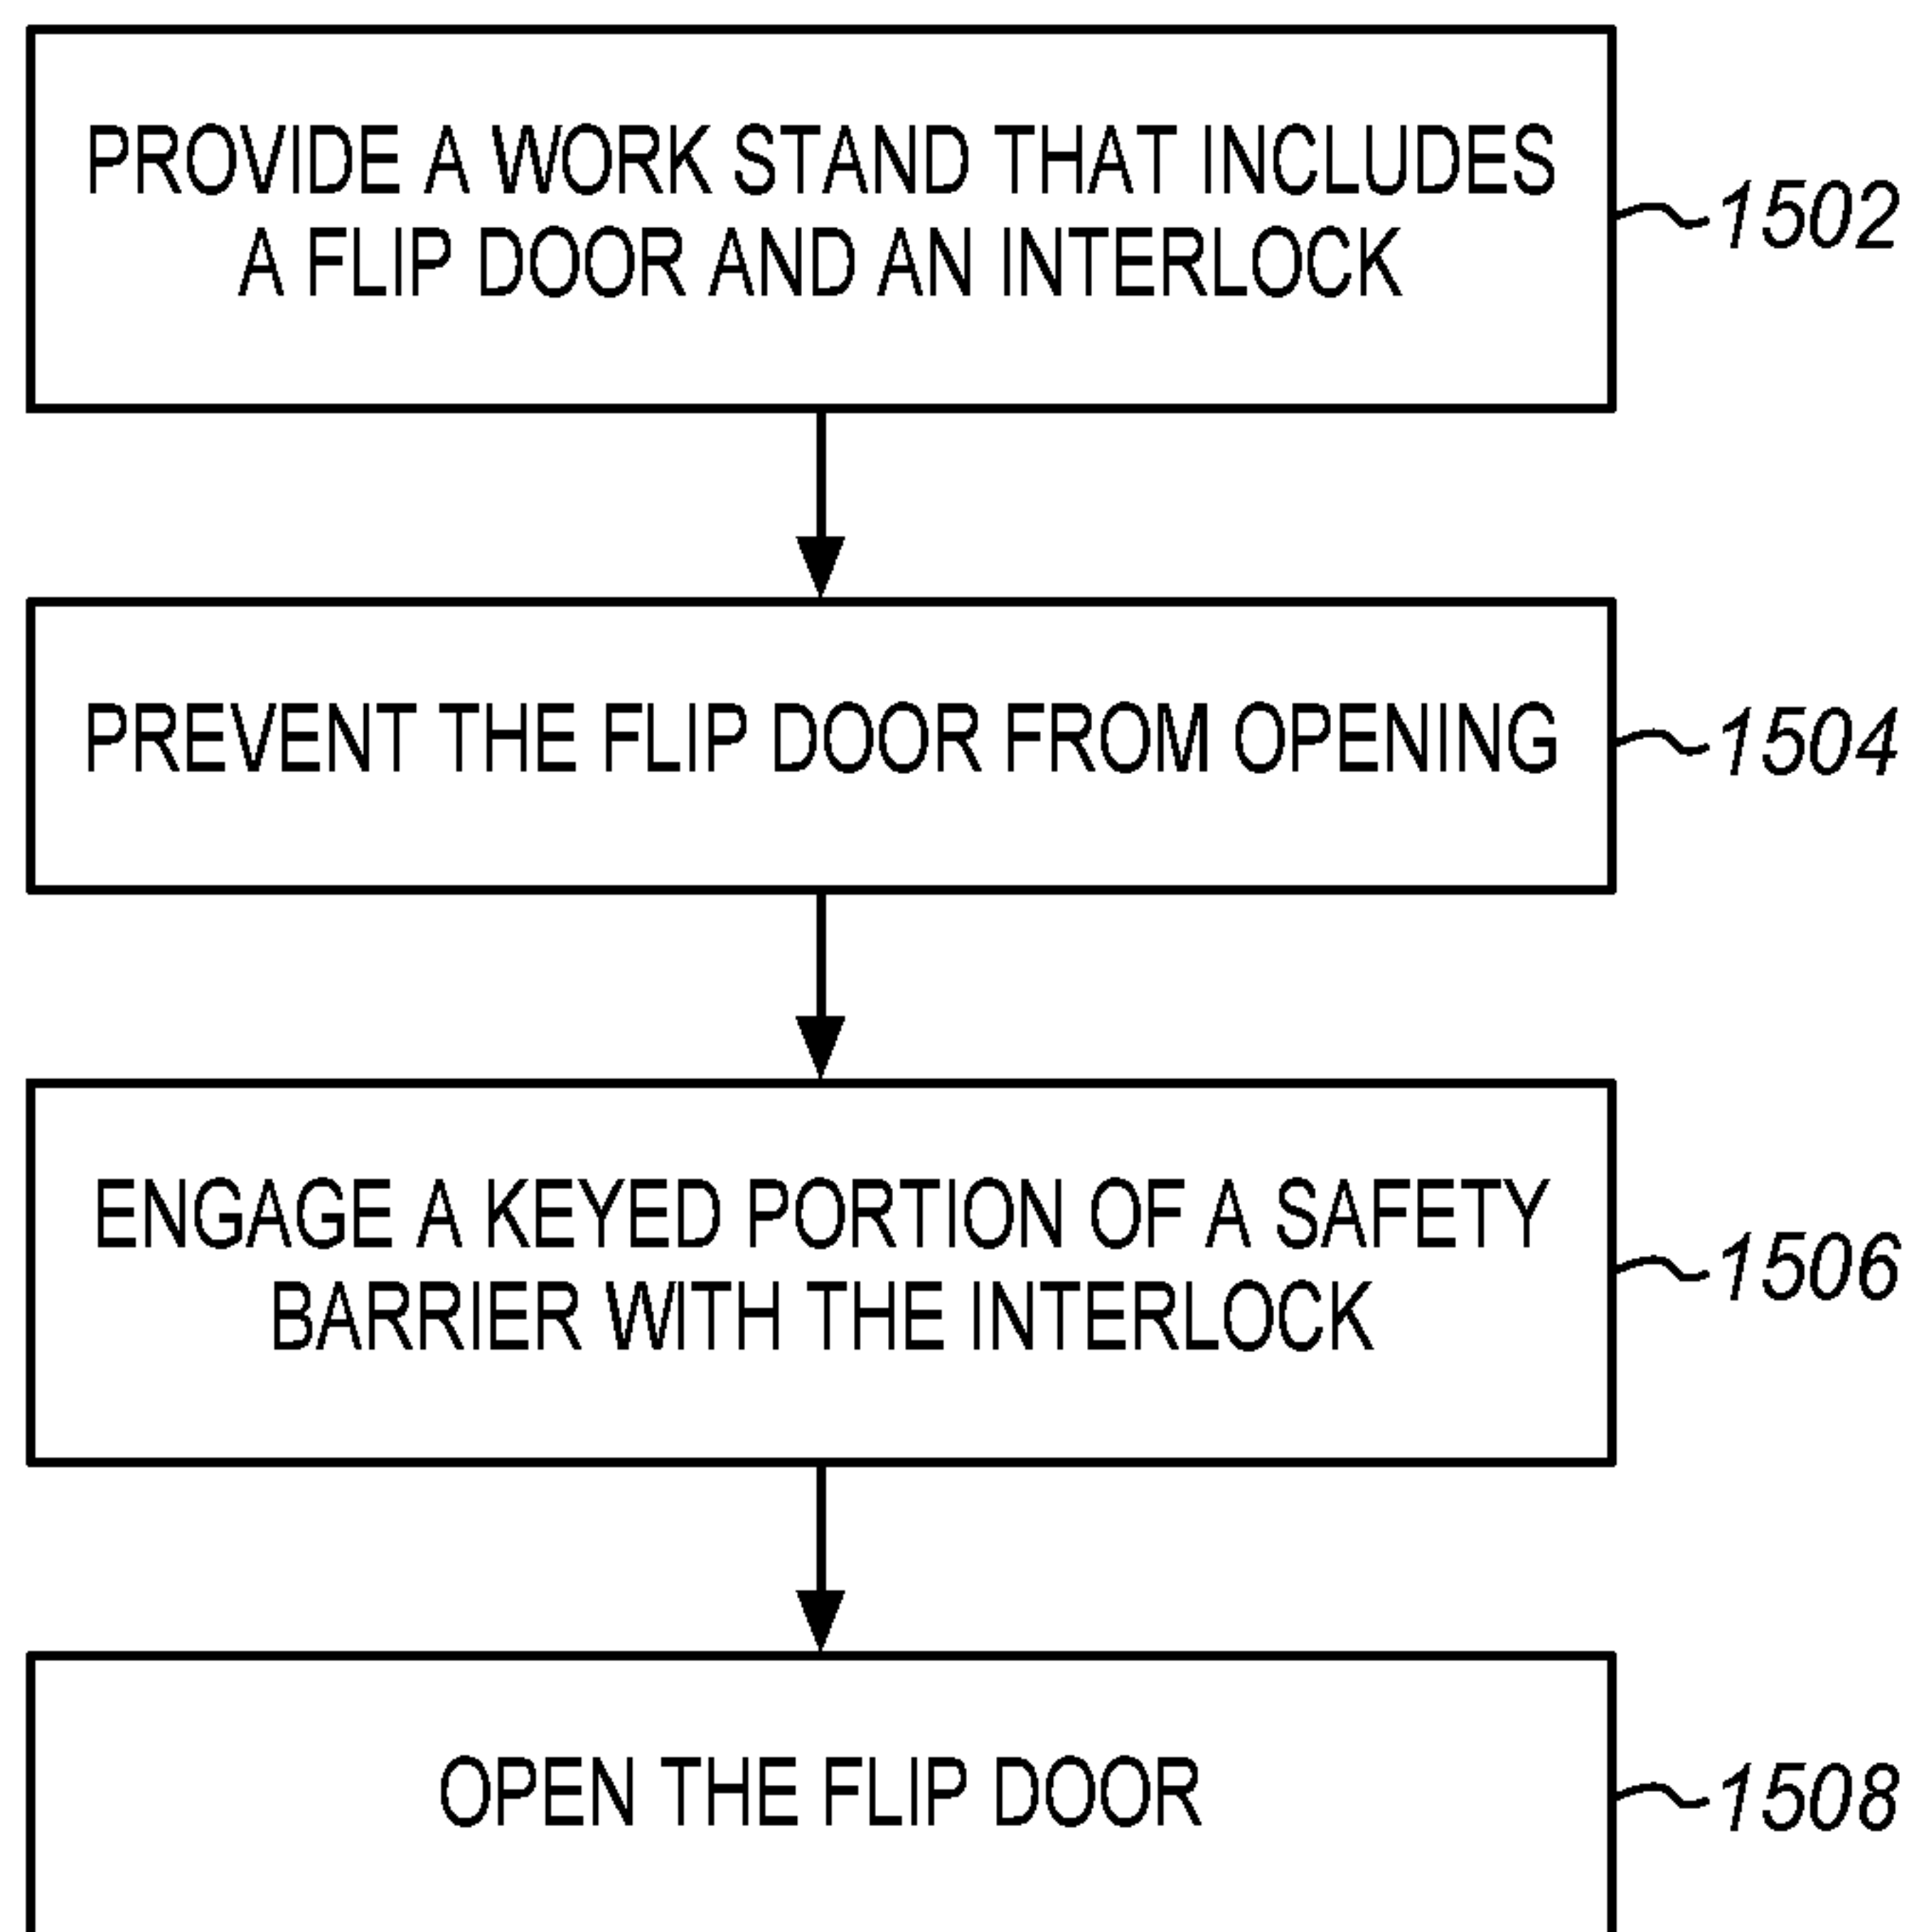 PROVIDE A WORK STAND THAT INCLUDES
A FLIP DOOR AND AN INTERLOCK
1502
PREVENT THE FLIP DOOR FROM OPENING
1504
ENGAGE A KEYED PORTION OF A SAFETY
BARRIER WITH THE INTERLOCK
1506
OPEN THE FLIP DOOR
1508